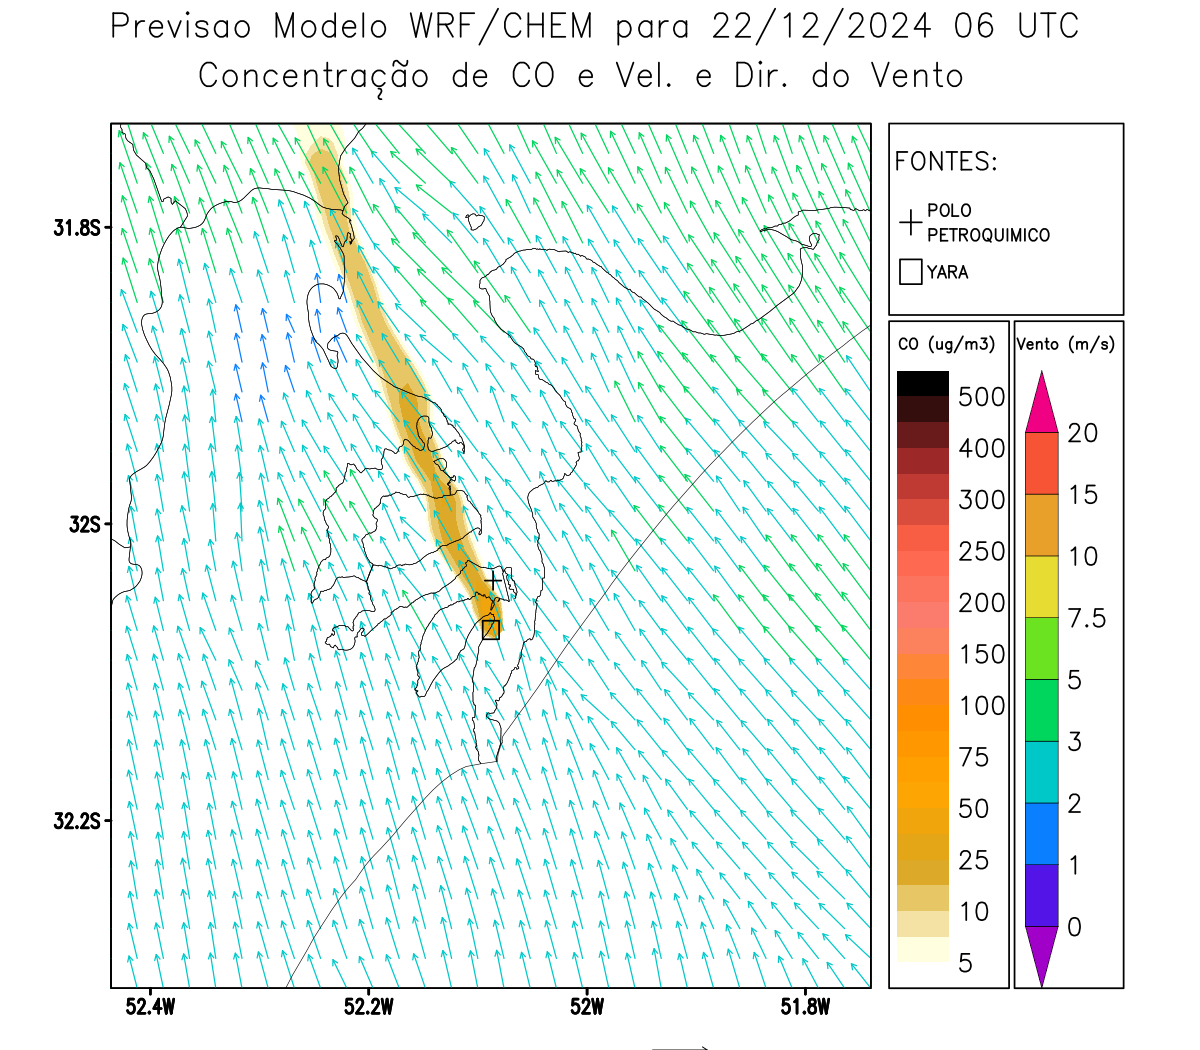 Previsao Modelo WRF/CHEM para 22/12/2024 06 UTC
Concentração de CO e Vel. e Dir. do Vento
FONTES:
POLO
PETROQUIMICO
YARA
CO (ug/m3)
500
400
300
250
200
150
100
75
50
25
10
5
Vento (m/s)
20
15
10
7.5
5
3
2
1
0
31.8S
32S
32.2S
52.4W
52.2W
52W
51.8W